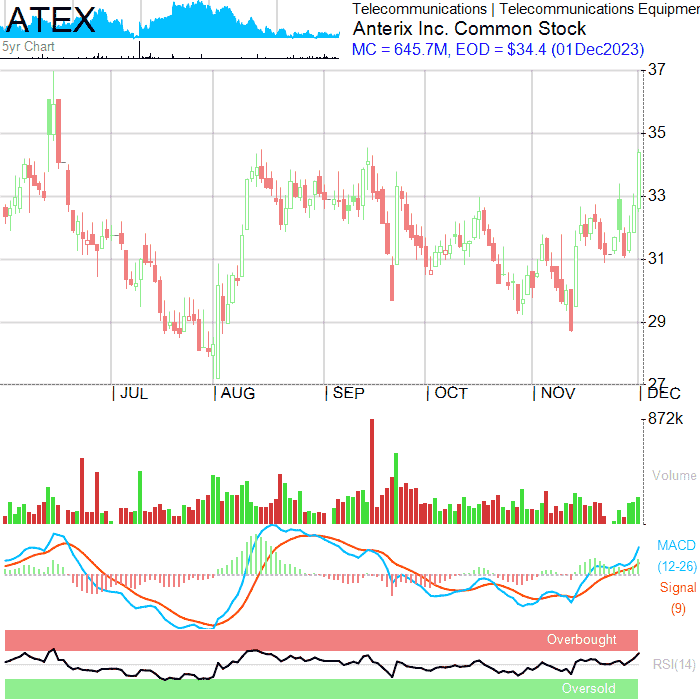 ATEX
5yr Chart
Telecommunications | Telecommunications Equipmen
Anterix Inc. Common Stock
MC = 645.7M, EOD = $34.4 (01Dec2023)
37
35
33
31
29
27
| JUL | AUG | SEP | OCT | NOV | DEC
872k
Volume
MACD
(12-26)
Signal
(9)
Overbought
RSI(14)
Oversold